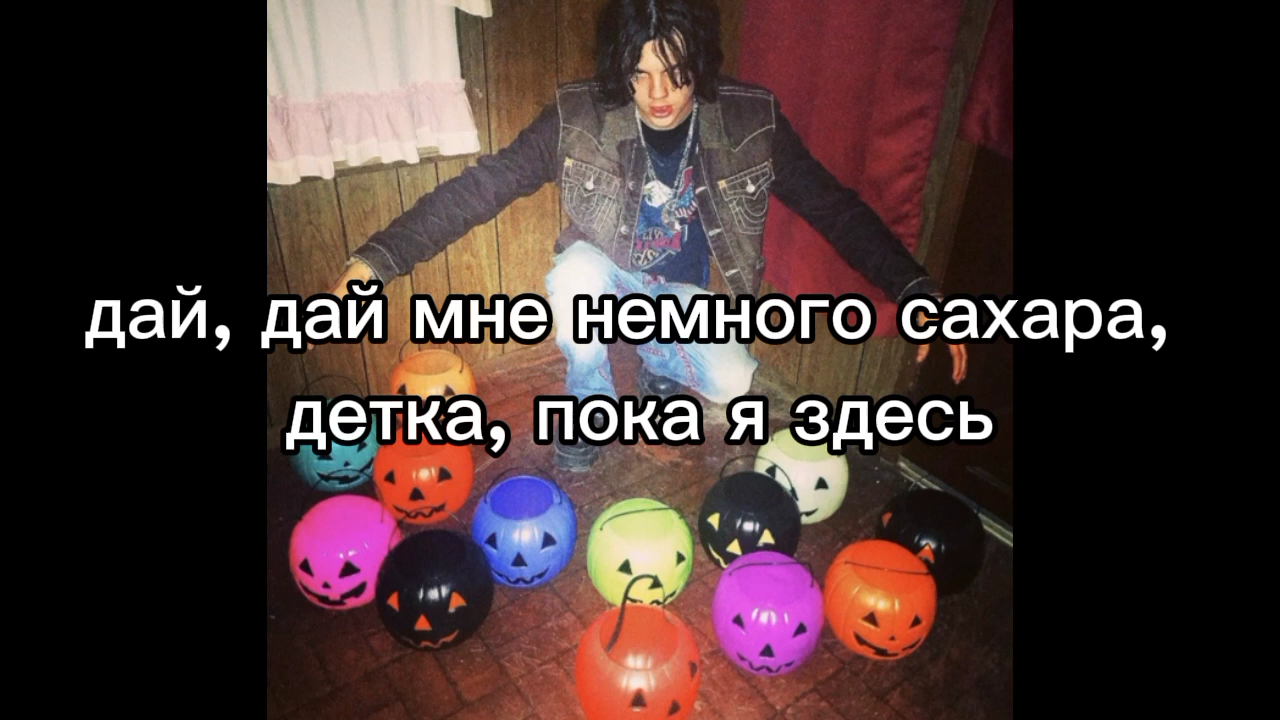 дай, дай мне немного сахара,
детка, пока я здесь